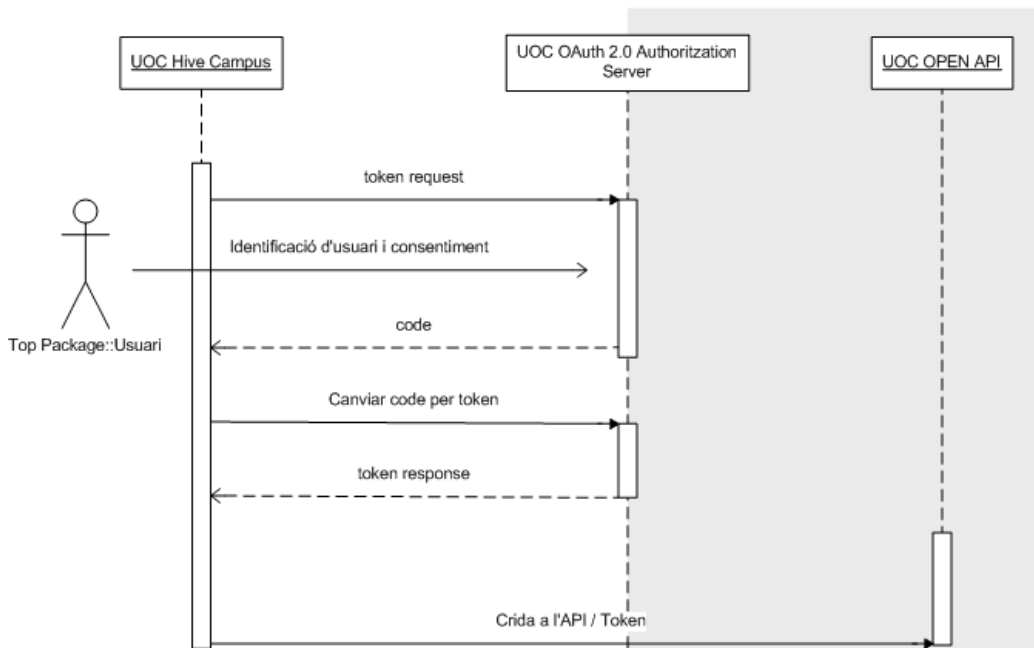 UOC Hive Campus
UOC OAuth 2.0 Authoritzation
Server
UOC OPEN API
token request
Identificació d'usuari i consentiment
code
Top Package::Usuari
Canviar code per token
token response
Crida a l'API / Token